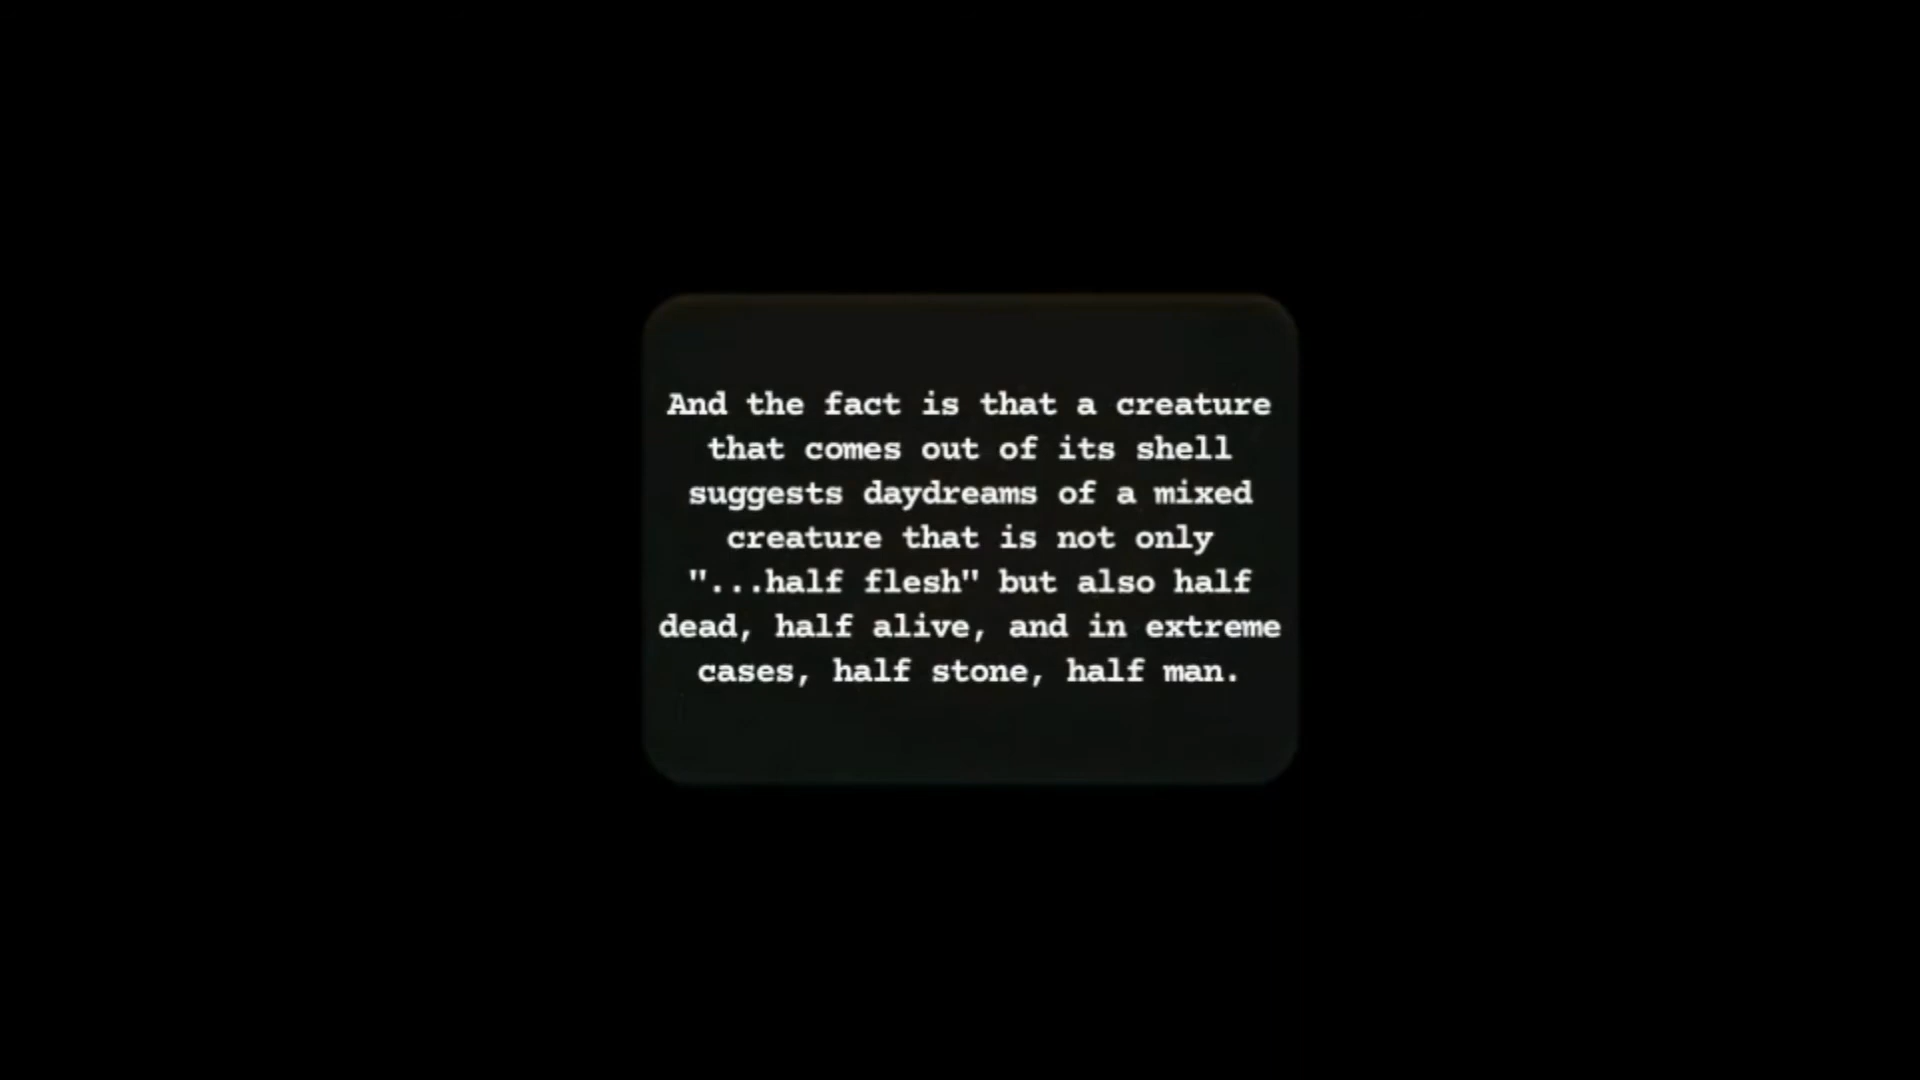 And the fact is that a creature
that comes out of its shell
suggests daydreams of a mixed
creature that is not only
"...half flesh" but also half
dead, half alive, and in extreme
cases, half stone, half man.